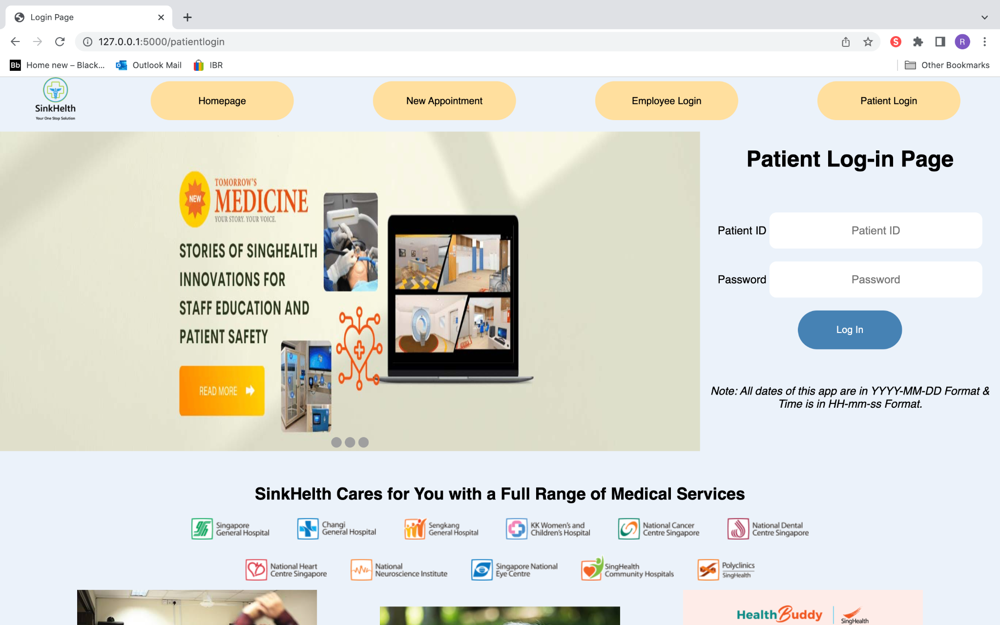 Login Page
127.0.0.1:5000/patientlogin
S
R
Bb Home new – Black... Outlook Mail IBR Other Bookmarks
SinkHelth
Your One Stop Solution
Homepage New Appointment Employee Login Patient Login
NEW
TOMORROW'S
MEDICINE
YOUR STORY. YOUR VOICE.
STORIES OF SINGHEALTH
INNOVATIONS FOR
STAFF EDUCATION AND
PATIENT SAFETY
READ MORE
Patient Log-in Page
Patient ID Patient ID
Password Password
Log In
Note: All dates of this app are in YYYY-MM-DD Format &
Time is in HH-mm-ss Format.
SinkHelth Cares for You with a Full Range of Medical Services
Singapore
General Hospital
Changi
General Hospital
Sengkang
General Hospital
KK Women's and
Children's Hospital
National Cancer
Centre Singapore
National Dental
Centre Singapore
National Heart
Centre Singapore
National
Neuroscience Institute
Singapore National
Eye Centre
SingHealth
Community Hospitals
Polyclinics
SingHealth
HealthBuddy
SingHealth